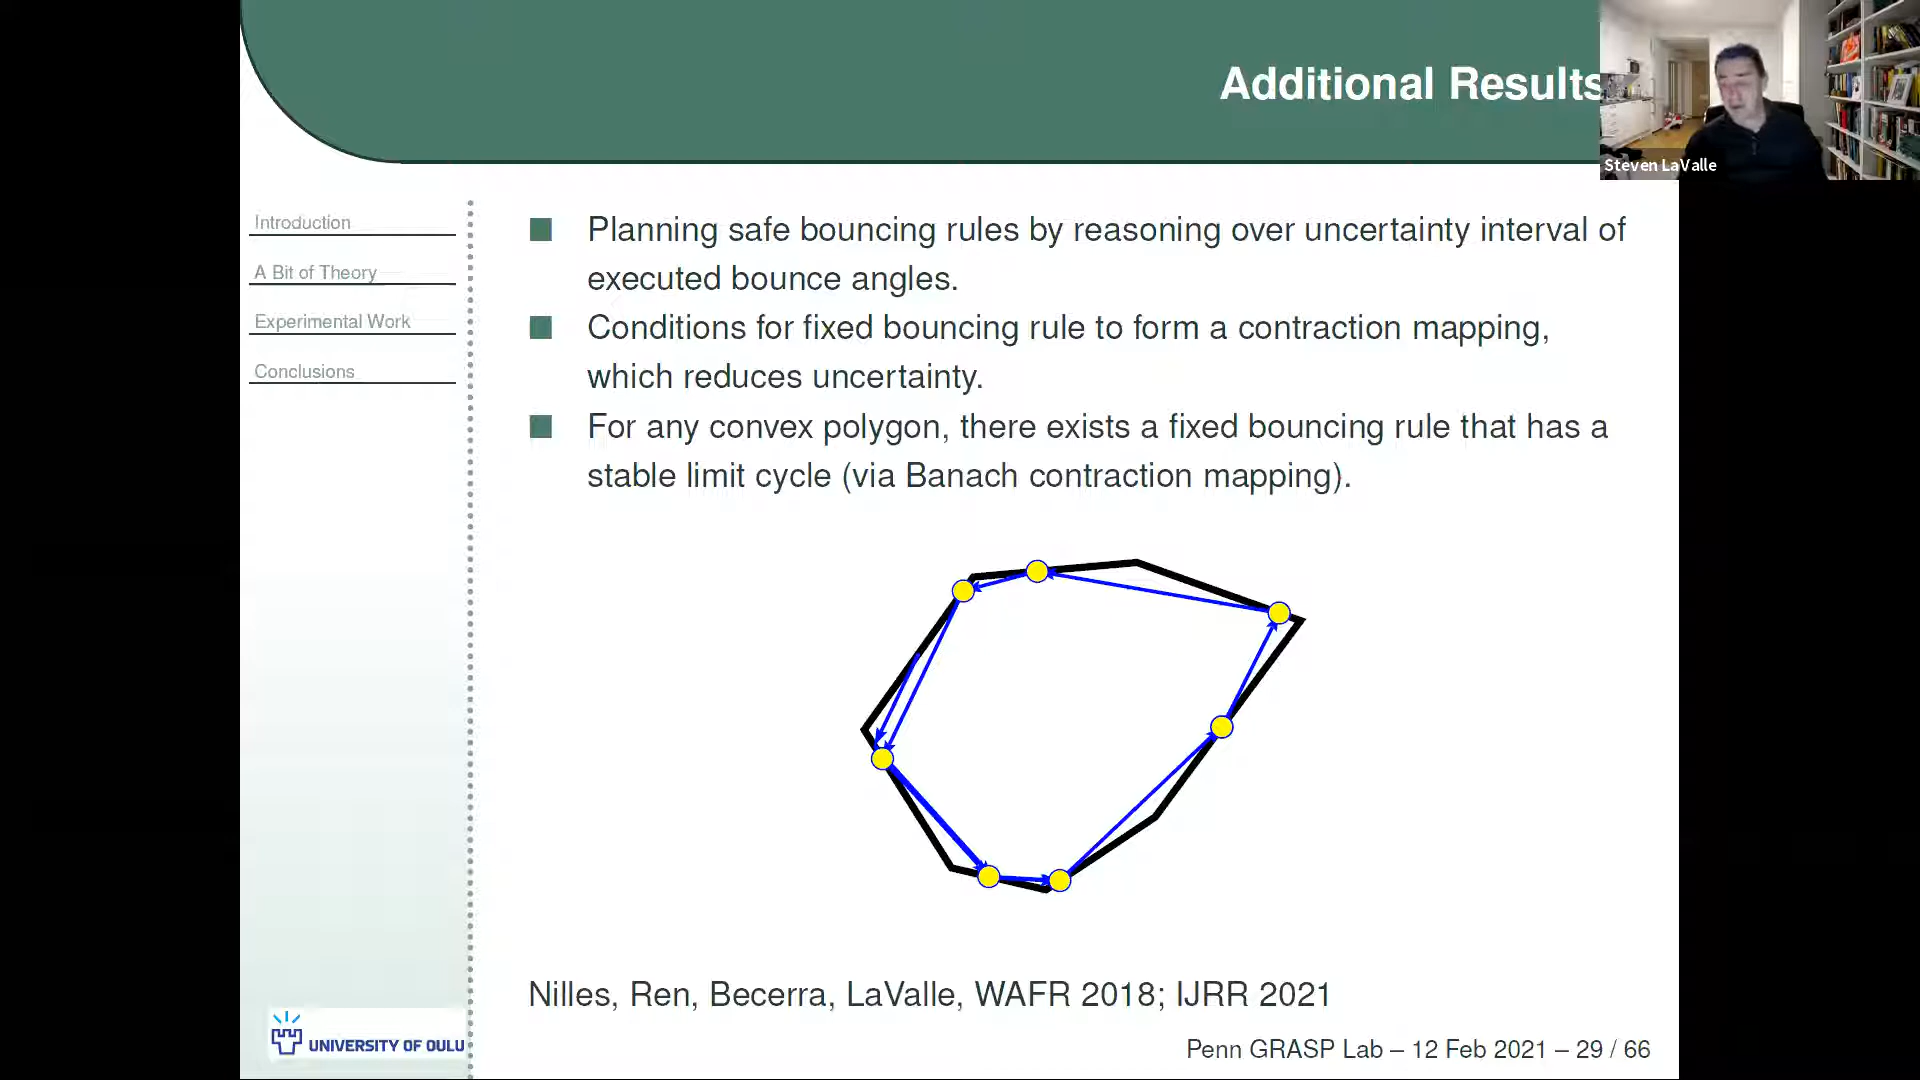 Additional Results
Steven LaValle
Introduction
A Bit of Theory
Experimental Work
Conclusions
Planning safe bouncing rules by reasoning over uncertainty interval of
executed bounce angles.
Conditions for fixed bouncing rule to form a contraction mapping,
which reduces uncertainty.
For any convex polygon, there exists a fixed bouncing rule that has a
stable limit cycle (via Banach contraction mapping).
Nilles, Ren, Becerra, LaValle, WAFR 2018; IJRR 2021
UNIVERSITY OF OULU
Penn GRASP Lab – 12 Feb 2021 – 29 / 66